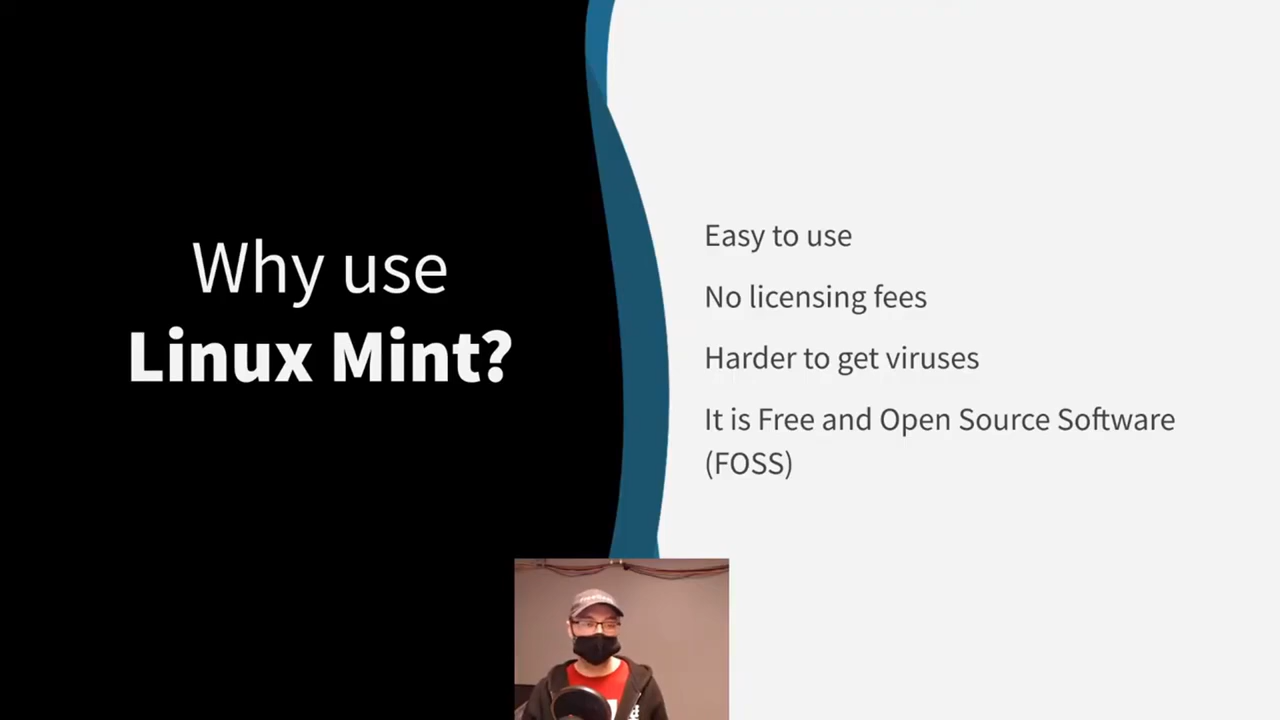 Why use
Linux Mint?
Easy to use
No licensing fees
Harder to get viruses
It is Free and Open Source Software
(FOSS)